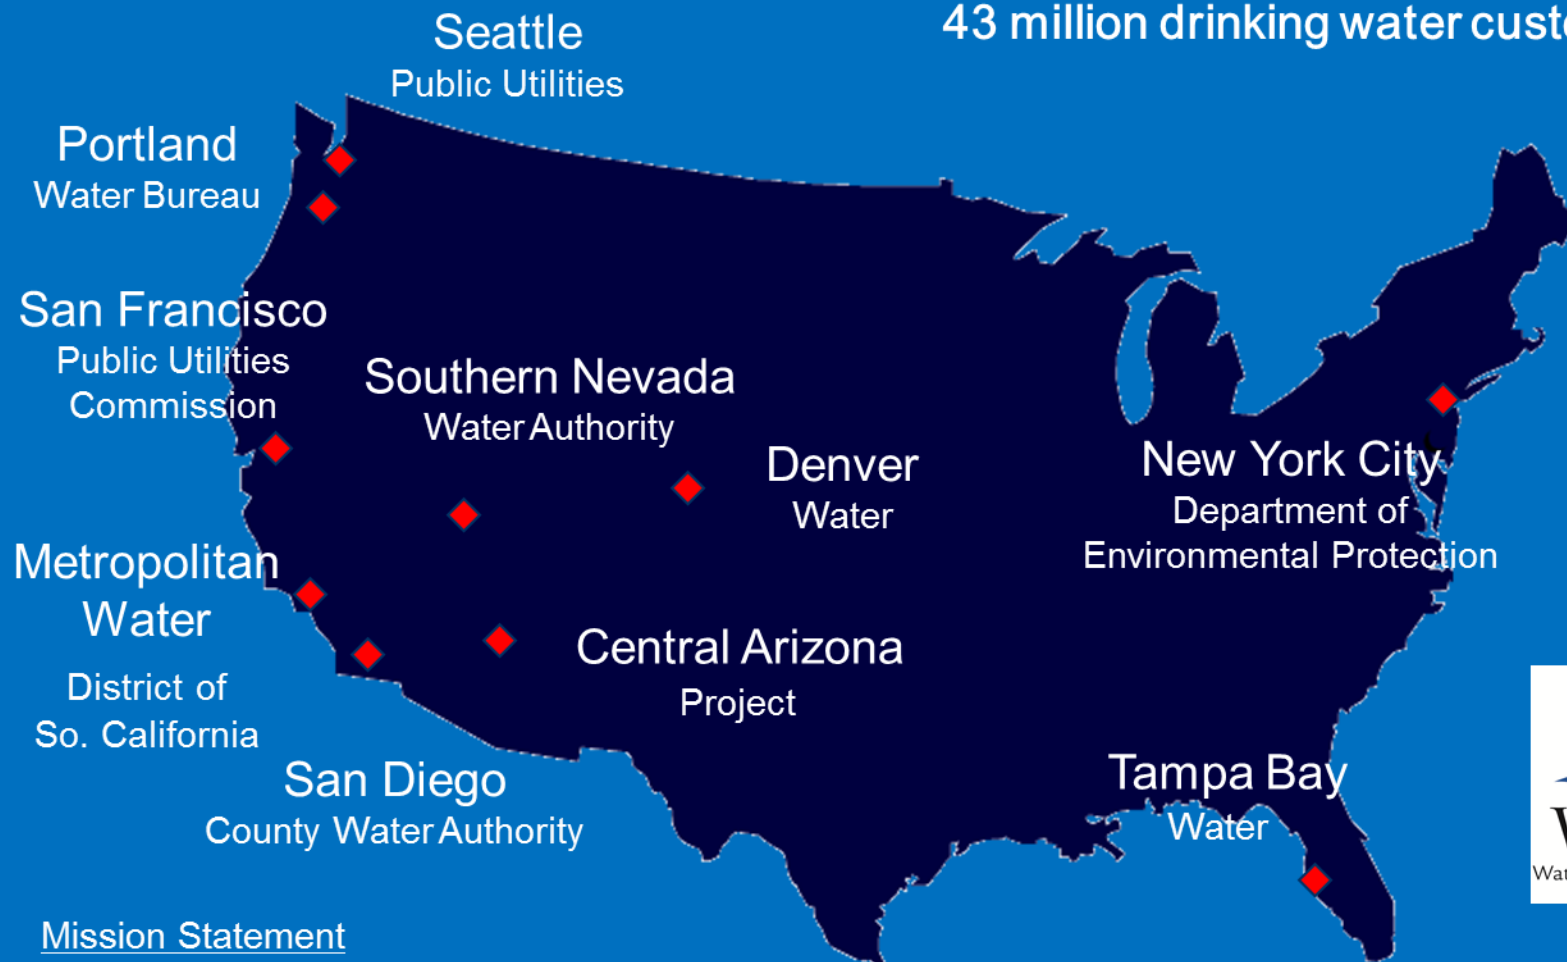 43 million drinking water
Seattle
Public Utilities
Portland
Water Bureau
San Francisco
Public Utilities
Commission
Southern Nevada
Water Authority
Denver
Water
New York City
Department of
Environmental Protection
Metropolitan
Water
District of
So. California
Central Arizona
Project
San Diego
County Water Authority
Tampa Bay
Water
Mission Statement